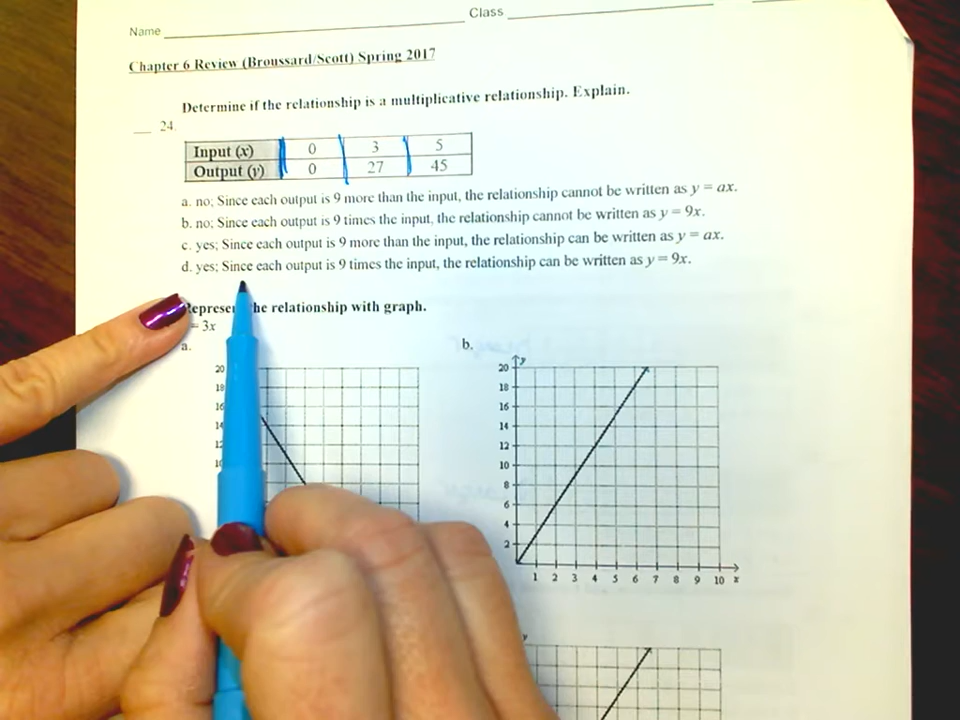 Name Class
Chapter 6 Review (Broussard/Scott) Spring 2017
Determine if the relationship is a multiplicative relationship. Explain.
24.
Input (x) 0 3 5
Output (y) 0 27 45
a. no; Since each output is 9 more than the input, the relationship cannot be written as y = ax.
b. no; Since each output is 9 times the input, the relationship cannot be written as y = 9x.
c. yes; Since each output is 9 more than the input, the relationship can be written as y = ax.
d. yes; Since each output is 9 times the input, the relationship can be written as y = 9x.
the relationship with graph.
= 3x
a. b.
20
18
16
14
y
20
18
16
14
12
10
8
6
4
2
1 2 3 4 5 6 7 8 9 10 x
y